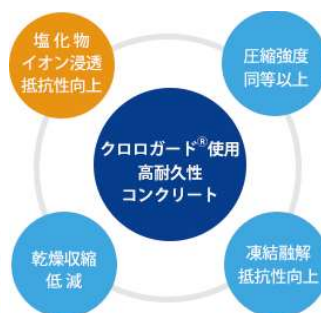 塩化物
イオン浸透
抵抗性向上
圧縮強度
同等以上
クロロガード®使用
高耐久性
コンクリート
乾燥収縮
低減
凍結融解
抵抗性向上